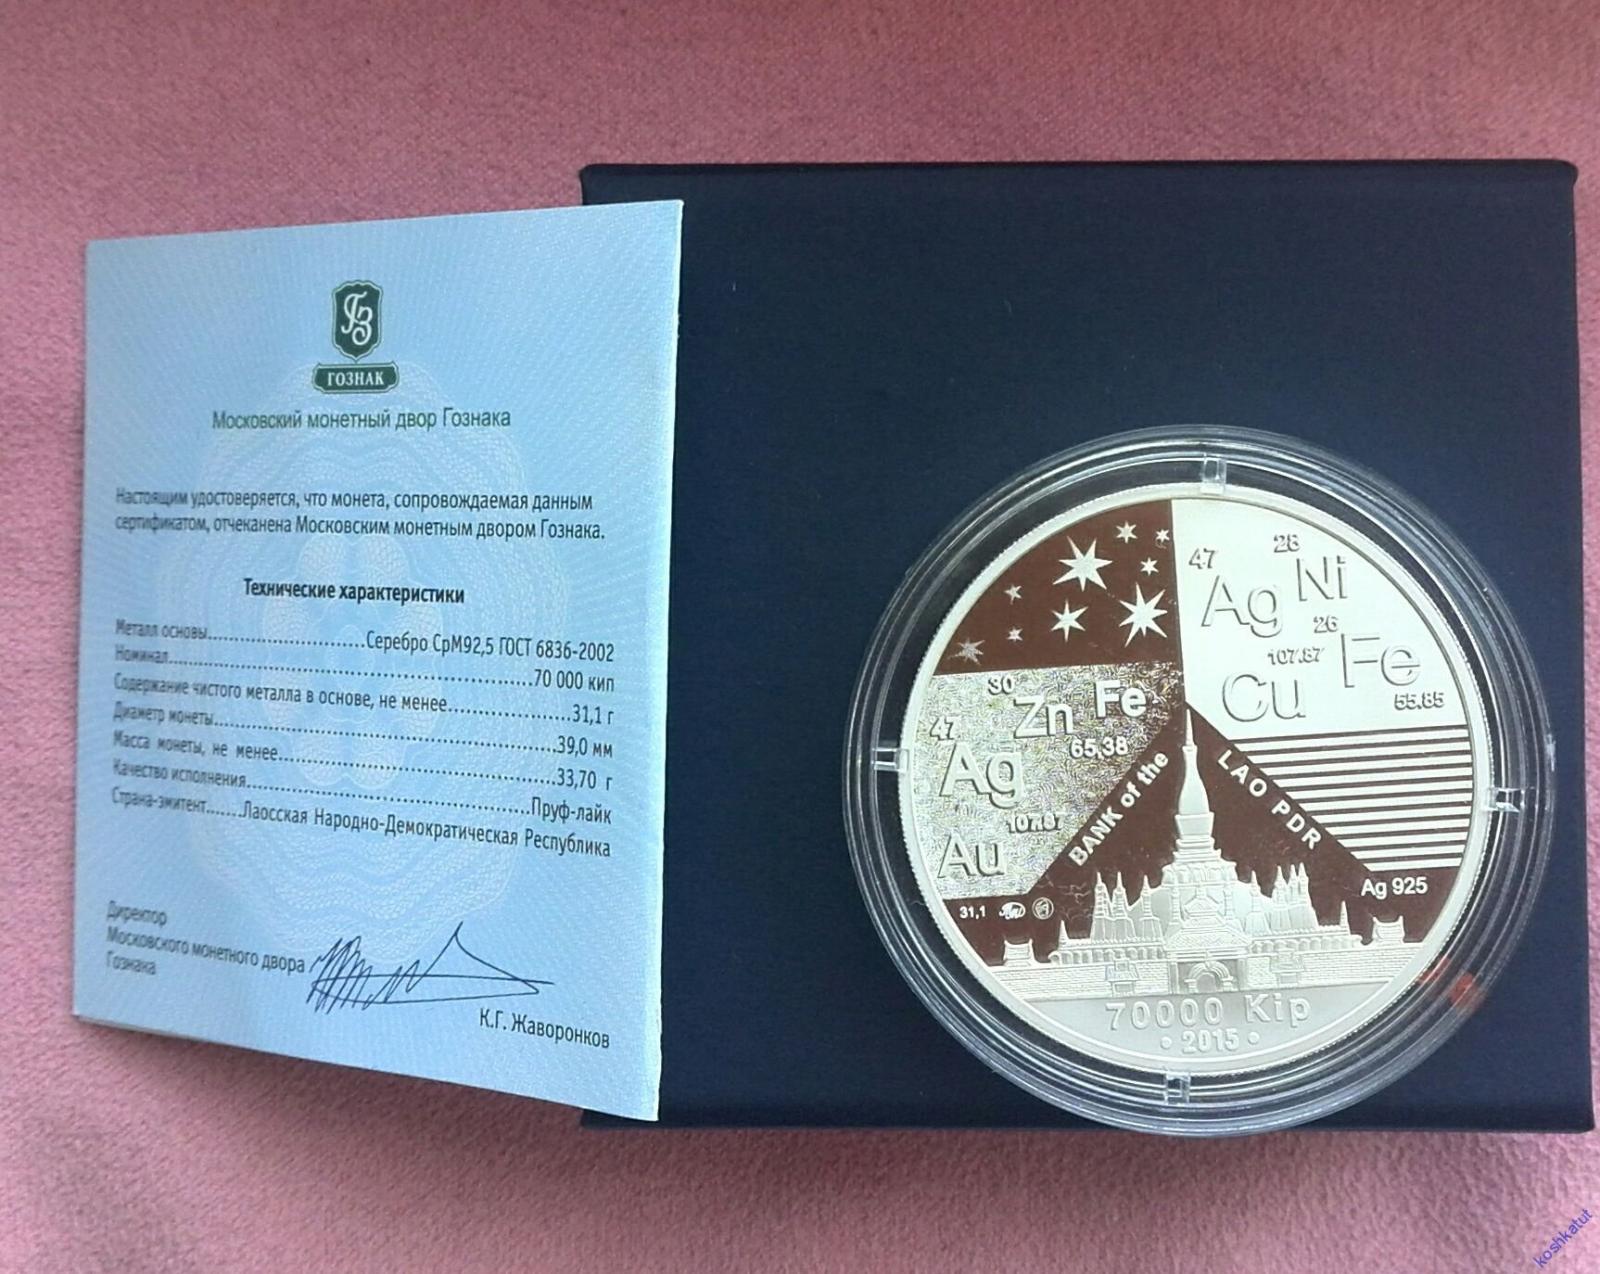 ГОЗНАК
Московский монетный двор Гознака
Настоящим удостоверяется, что монета, сопровождаемая данным
сертификатом, отчеканена Московским монетным двором Гознака.
Технические характеристики
Металл основы........................Серебро СрМ92,5 ГОСТ 6836-2002
Номинал........................................................70 000 кип
Содержание чистого металла в основе, не менее...................31,1 г
Диаметр монеты..................................................39,0 мм
Масса монеты, не менее..........................................33,70 г
Качество исполнения.............................................Пруф-лайк
Страна-эмитент.......Лаосская Народно-Демократическая Республика
Директор
Московского монетного двора
Гознака
К.Г. Жаворонков
47 28
Ag Ni
26
107.87 Fe
Cu
55.85
30
Zn Fe
47
65,38
Ag
107.87
Au
BANK of the
LAO PDR
Ag 925
31,1
70000 Kip
• 2015 •
koshkatut